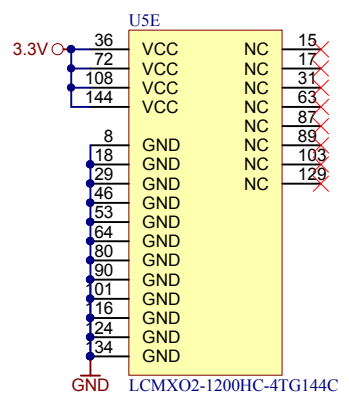 U5E
3.3V
36 VCC NC 15
72 VCC NC 17
108 VCC NC 31
144 VCC NC 63
NC 87
8 GND NC 89
18 GND NC 103
29 GND NC 129
46 GND
53 GND
64 GND
80 GND
90 GND
101 GND
116 GND
124 GND
134 GND
GND
LCMXO2-1200HC-4TG144C